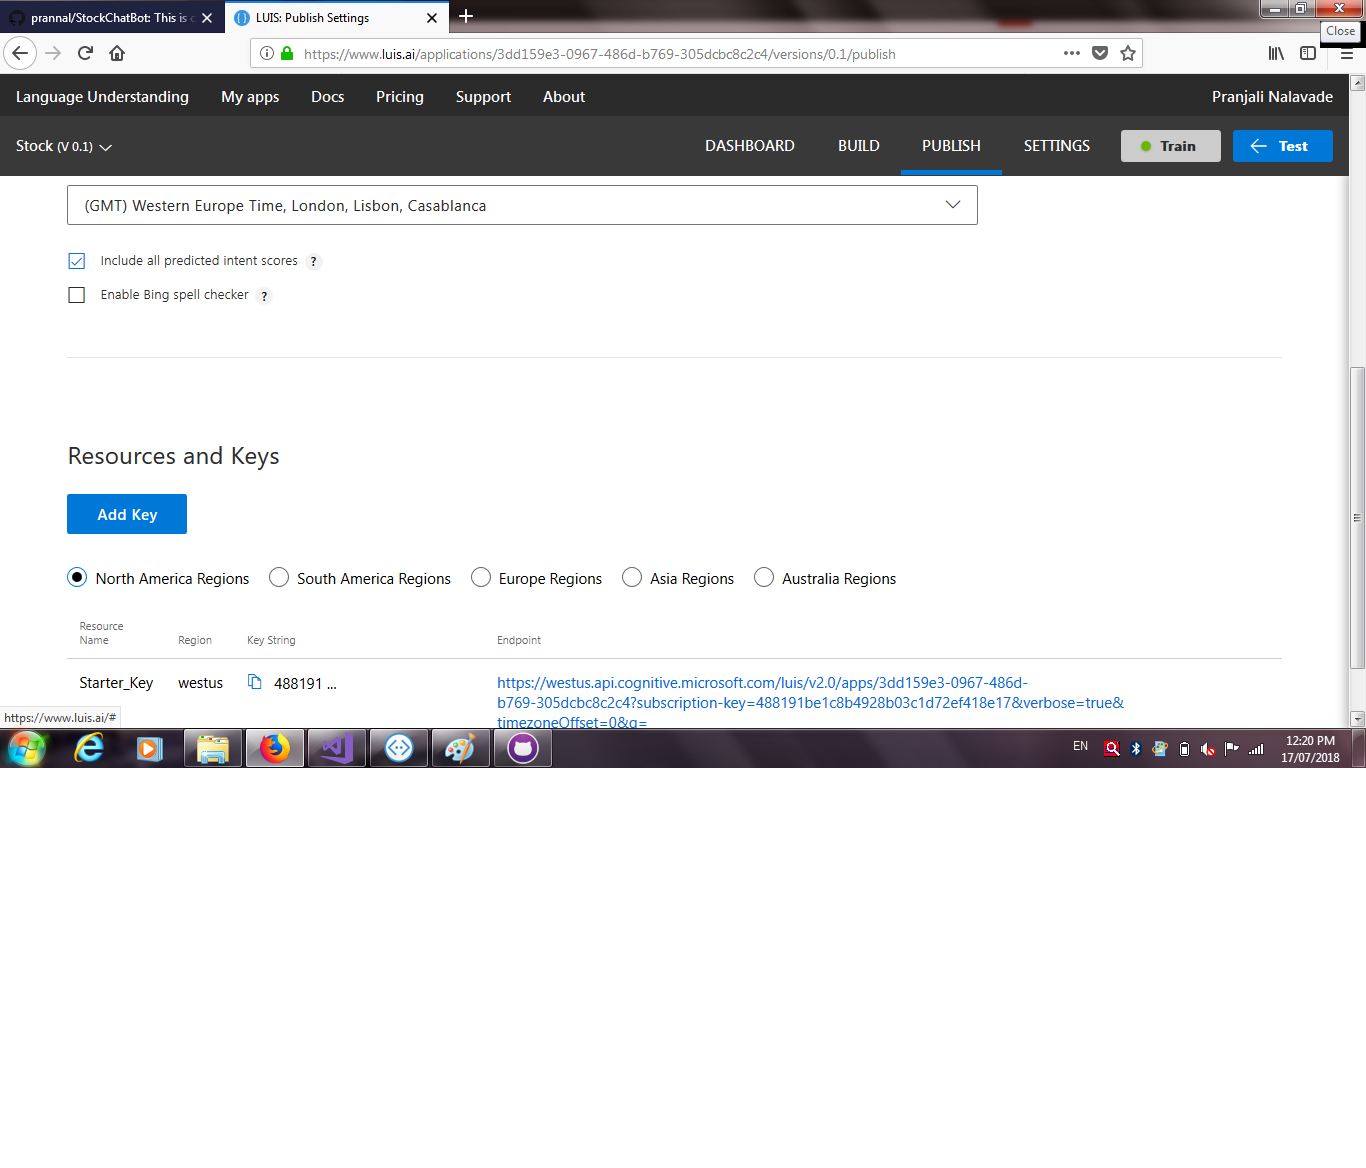 prannal/StockChatBot: This is
LUIS: Publish Settings
Close
https://www.luis.ai/applications/3dd159e3-0967-486d-b769-305dcbc8c2c4/versions/0.1/publish
Language Understanding My apps Docs Pricing Support About Pranjali Nalavade
Stock (V 0.1) DASHBOARD BUILD PUBLISH SETTINGS Train Test
(GMT) Western Europe Time, London, Lisbon, Casablanca
Include all predicted intent scores ?
Enable Bing spell checker ?
Resources and Keys
Add Key
North America Regions South America Regions Europe Regions Asia Regions Australia Regions
Resource
Name Region Key String Endpoint
Starter_Key westus 488191 ... https://westus.api.cognitive.microsoft.com/luis/v2.0/apps/3dd159e3-0967-486d-
b769-305dcbc8c2c4?subscription-key=488191be1c8b4928b03c1d72ef418e17&verbose=true&
timezoneOffset=0&q=
https://www.luis.ai/#
EN 12:20 PM
17/07/2018